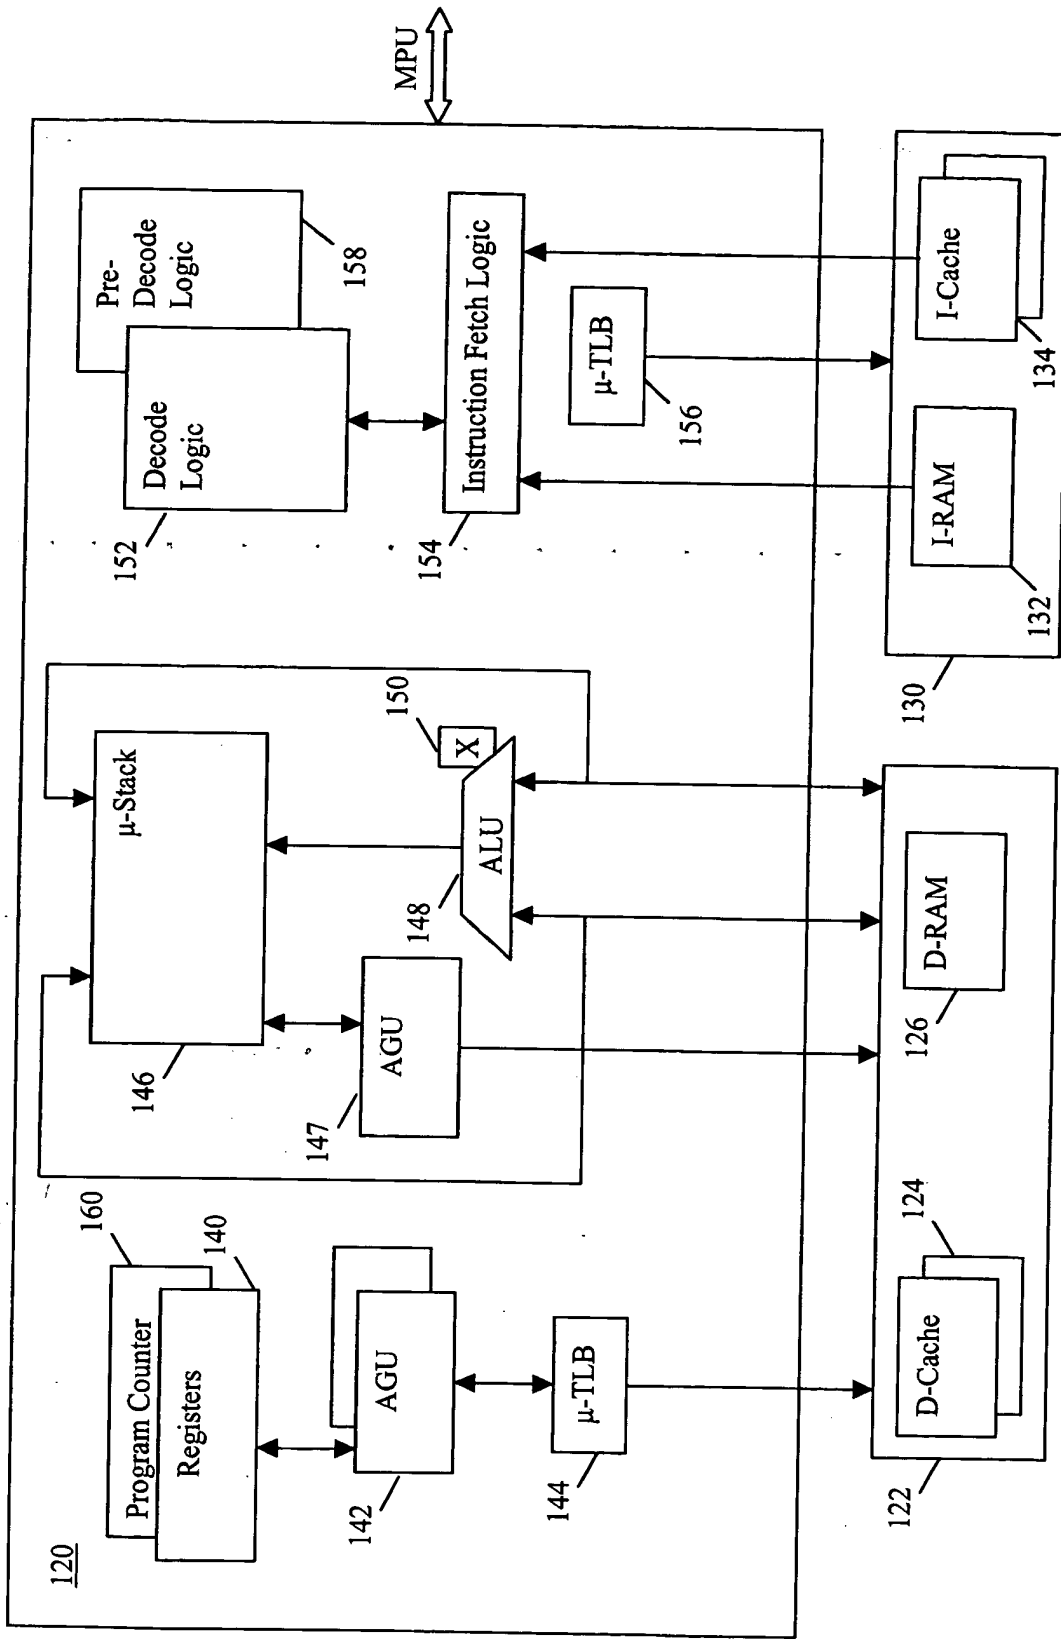 120
Program Counter
160
Registers
140
AGU
142
μ-TLB
144
μ-Stack
146
AGU
147
ALU
148
X
150
Pre-
Decode
Logic
158
Decode
Logic
152
Instruction Fetch Logic
154
μ-TLB
156
MPU
D-Cache
124
D-RAM
126
122
I-RAM
132
I-Cache
134
130